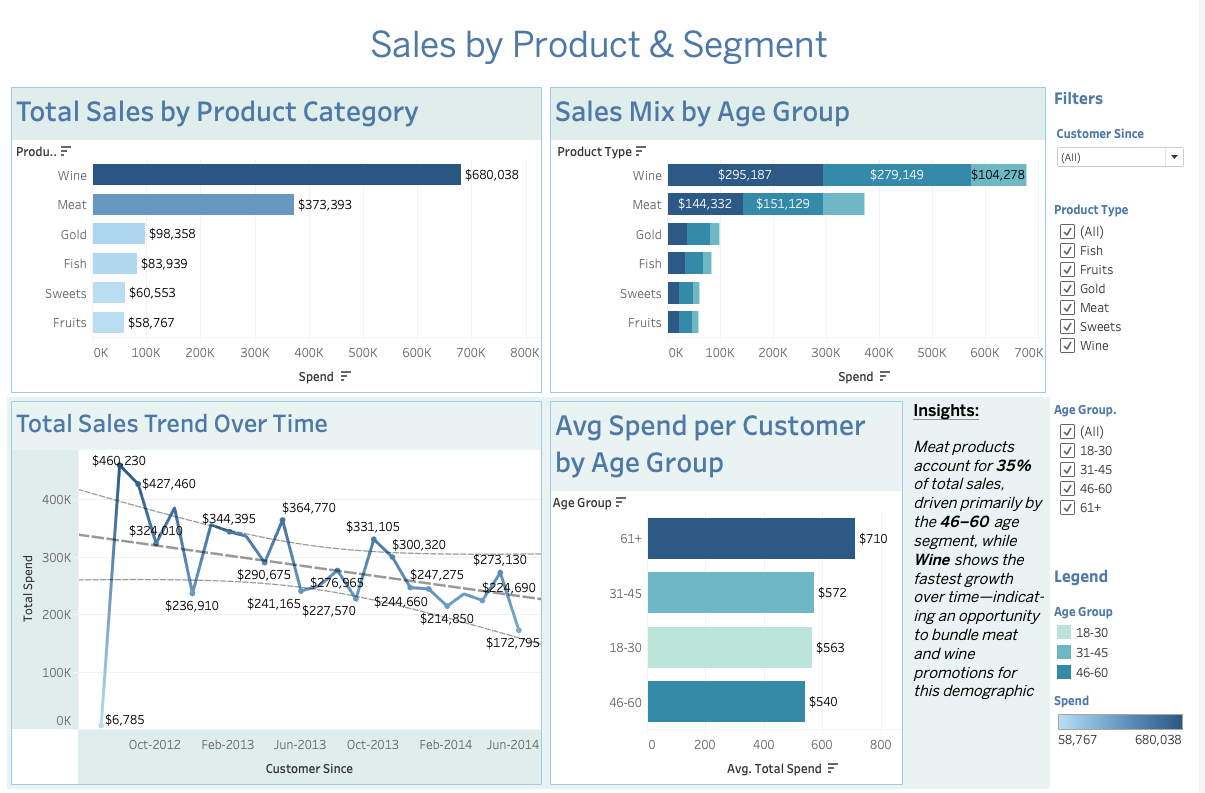 Sales by Product & Segment
Total Sales by Product Category
Produ..
Wine
$680,038
Meat
$373,393
Gold
$98,358
Fish
$83,939
Sweets
$60,553
Fruits
$58,767
0K 100K 200K 300K 400K 500K 600K 700K 800K
Spend
Sales Mix by Age Group
Product Type
Wine
$295,187 $279,149 $104,278
Meat
$144,332 $151,129
Gold
Fish
Sweets
Fruits
0K 100K 200K 300K 400K 500K 600K 700K
Spend
Filters
Customer Since
(All)
Product Type
(All)
Fish
Fruits
Gold
Meat
Sweets
Wine
Total Sales Trend Over Time
Total Spend
400K
300K
200K
100K
0K
$460,230
$427,460
$324,010
$236,910
$344,395
$290,675
$364,770
$241,165
$276,965
$227,570
$331,105
$300,320
$244,660
$247,275
$214,850
$273,130
$224,690
$172,795
$6,785
Oct-2012 Feb-2013 Jun-2013 Oct-2013 Feb-2014 Jun-2014
Customer Since
Avg Spend per Customer
by Age Group
Age Group
61+
$710
31-45
$572
18-30
$563
46-60
$540
0 200 400 600 800
Avg. Total Spend
Insights:
Meat products
account for 35%
of total sales,
driven primarily by
the 46–60 age
segment, while
Wine shows the
fastest growth
over time—indicat-
ing an opportunity
to bundle meat
and wine
promotions for
this demographic
Age Group.
(All)
18-30
31-45
46-60
61+
Legend
Age Group
18-30
31-45
46-60
Spend
58,767 680,038